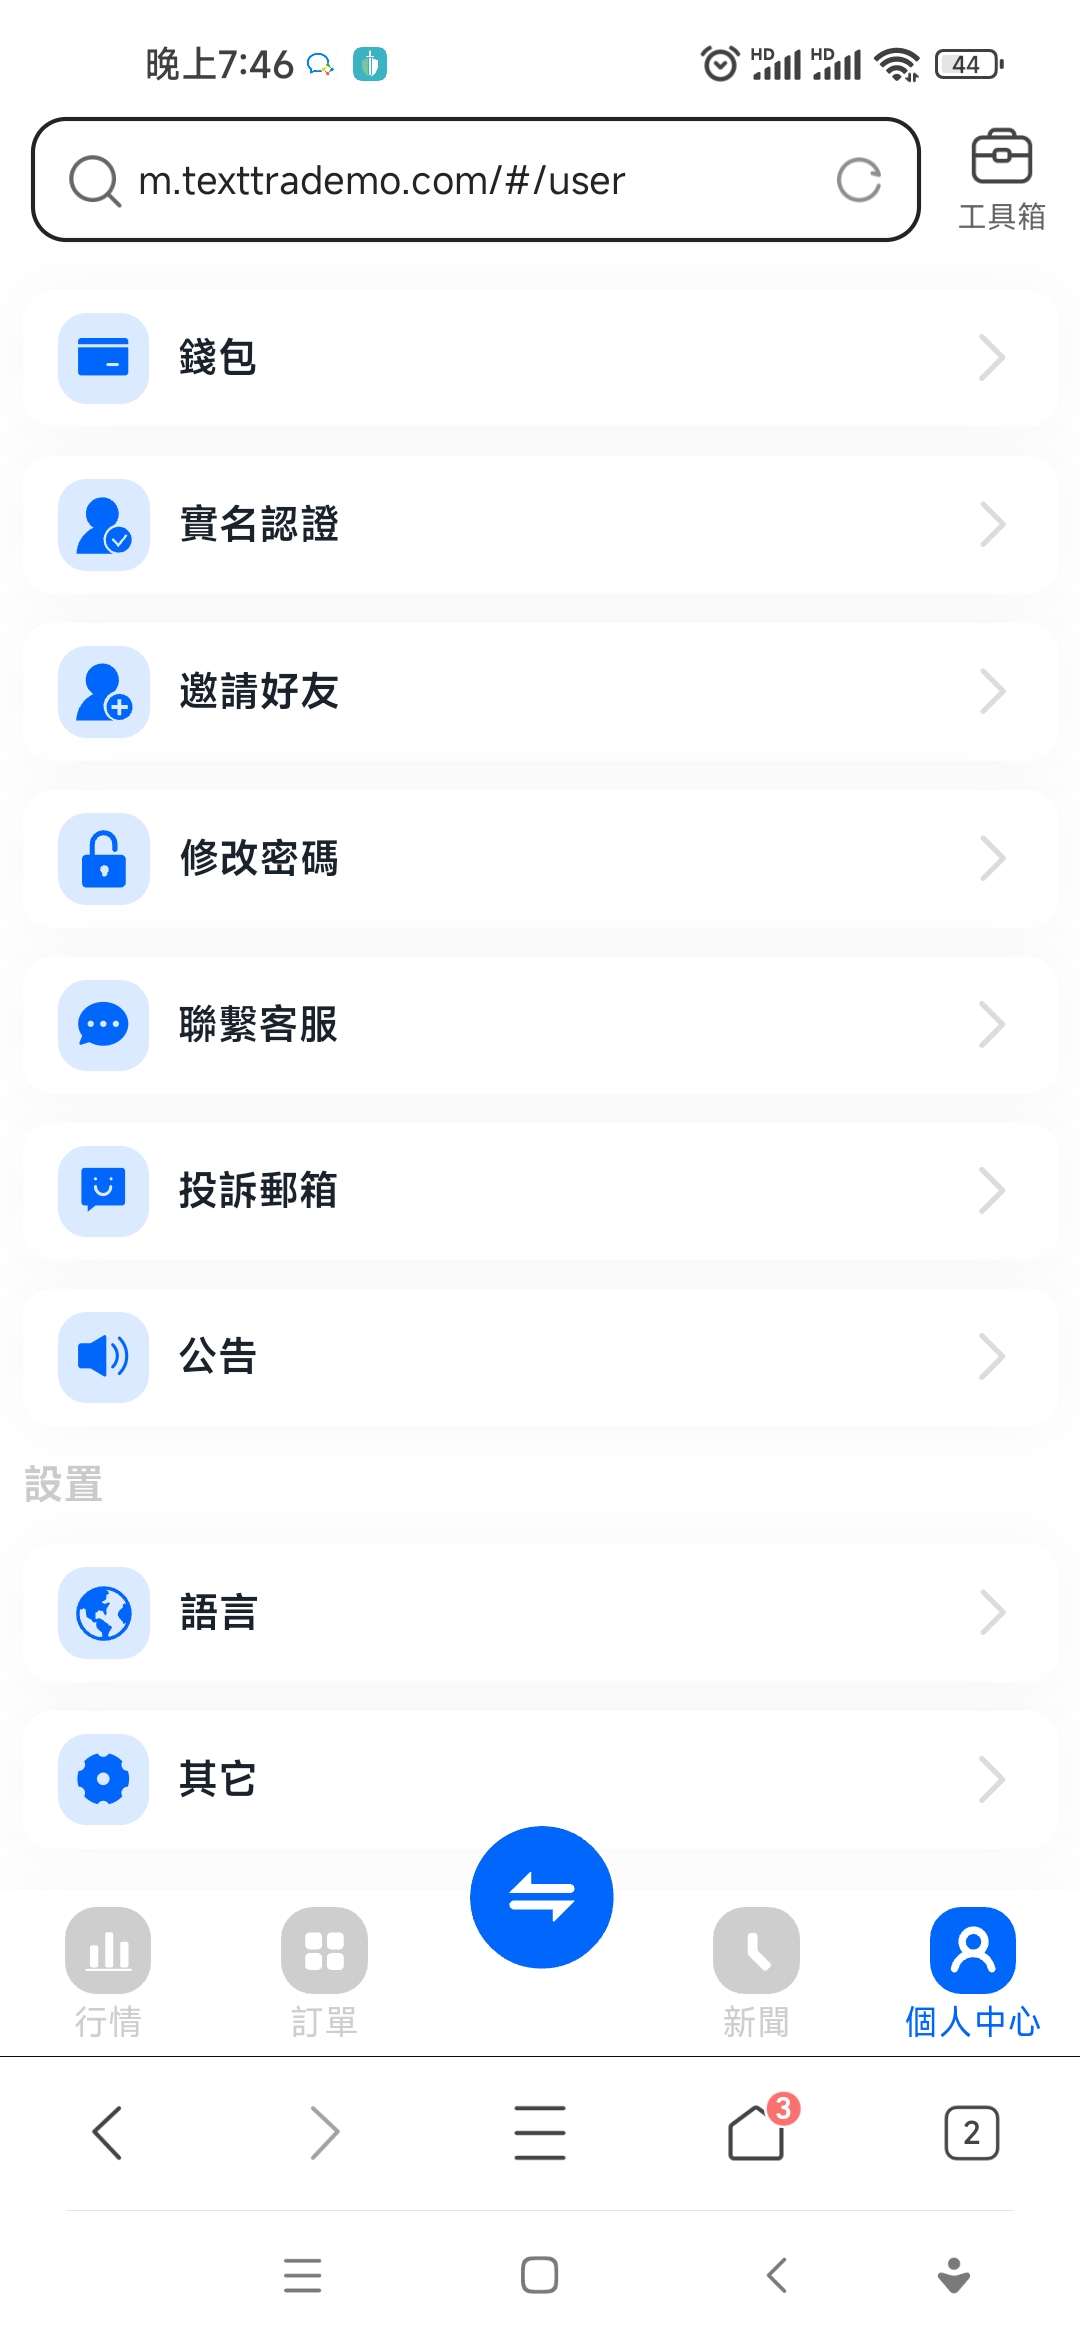 晚上7:46
HD HD 44
m.texttrademo.com/#/user
工具箱
錢包
實名認證
邀請好友
修改密碼
聯繫客服
投訴郵箱
公告
設置
語言
其它
行情 訂單 新聞 個人中心
3
2